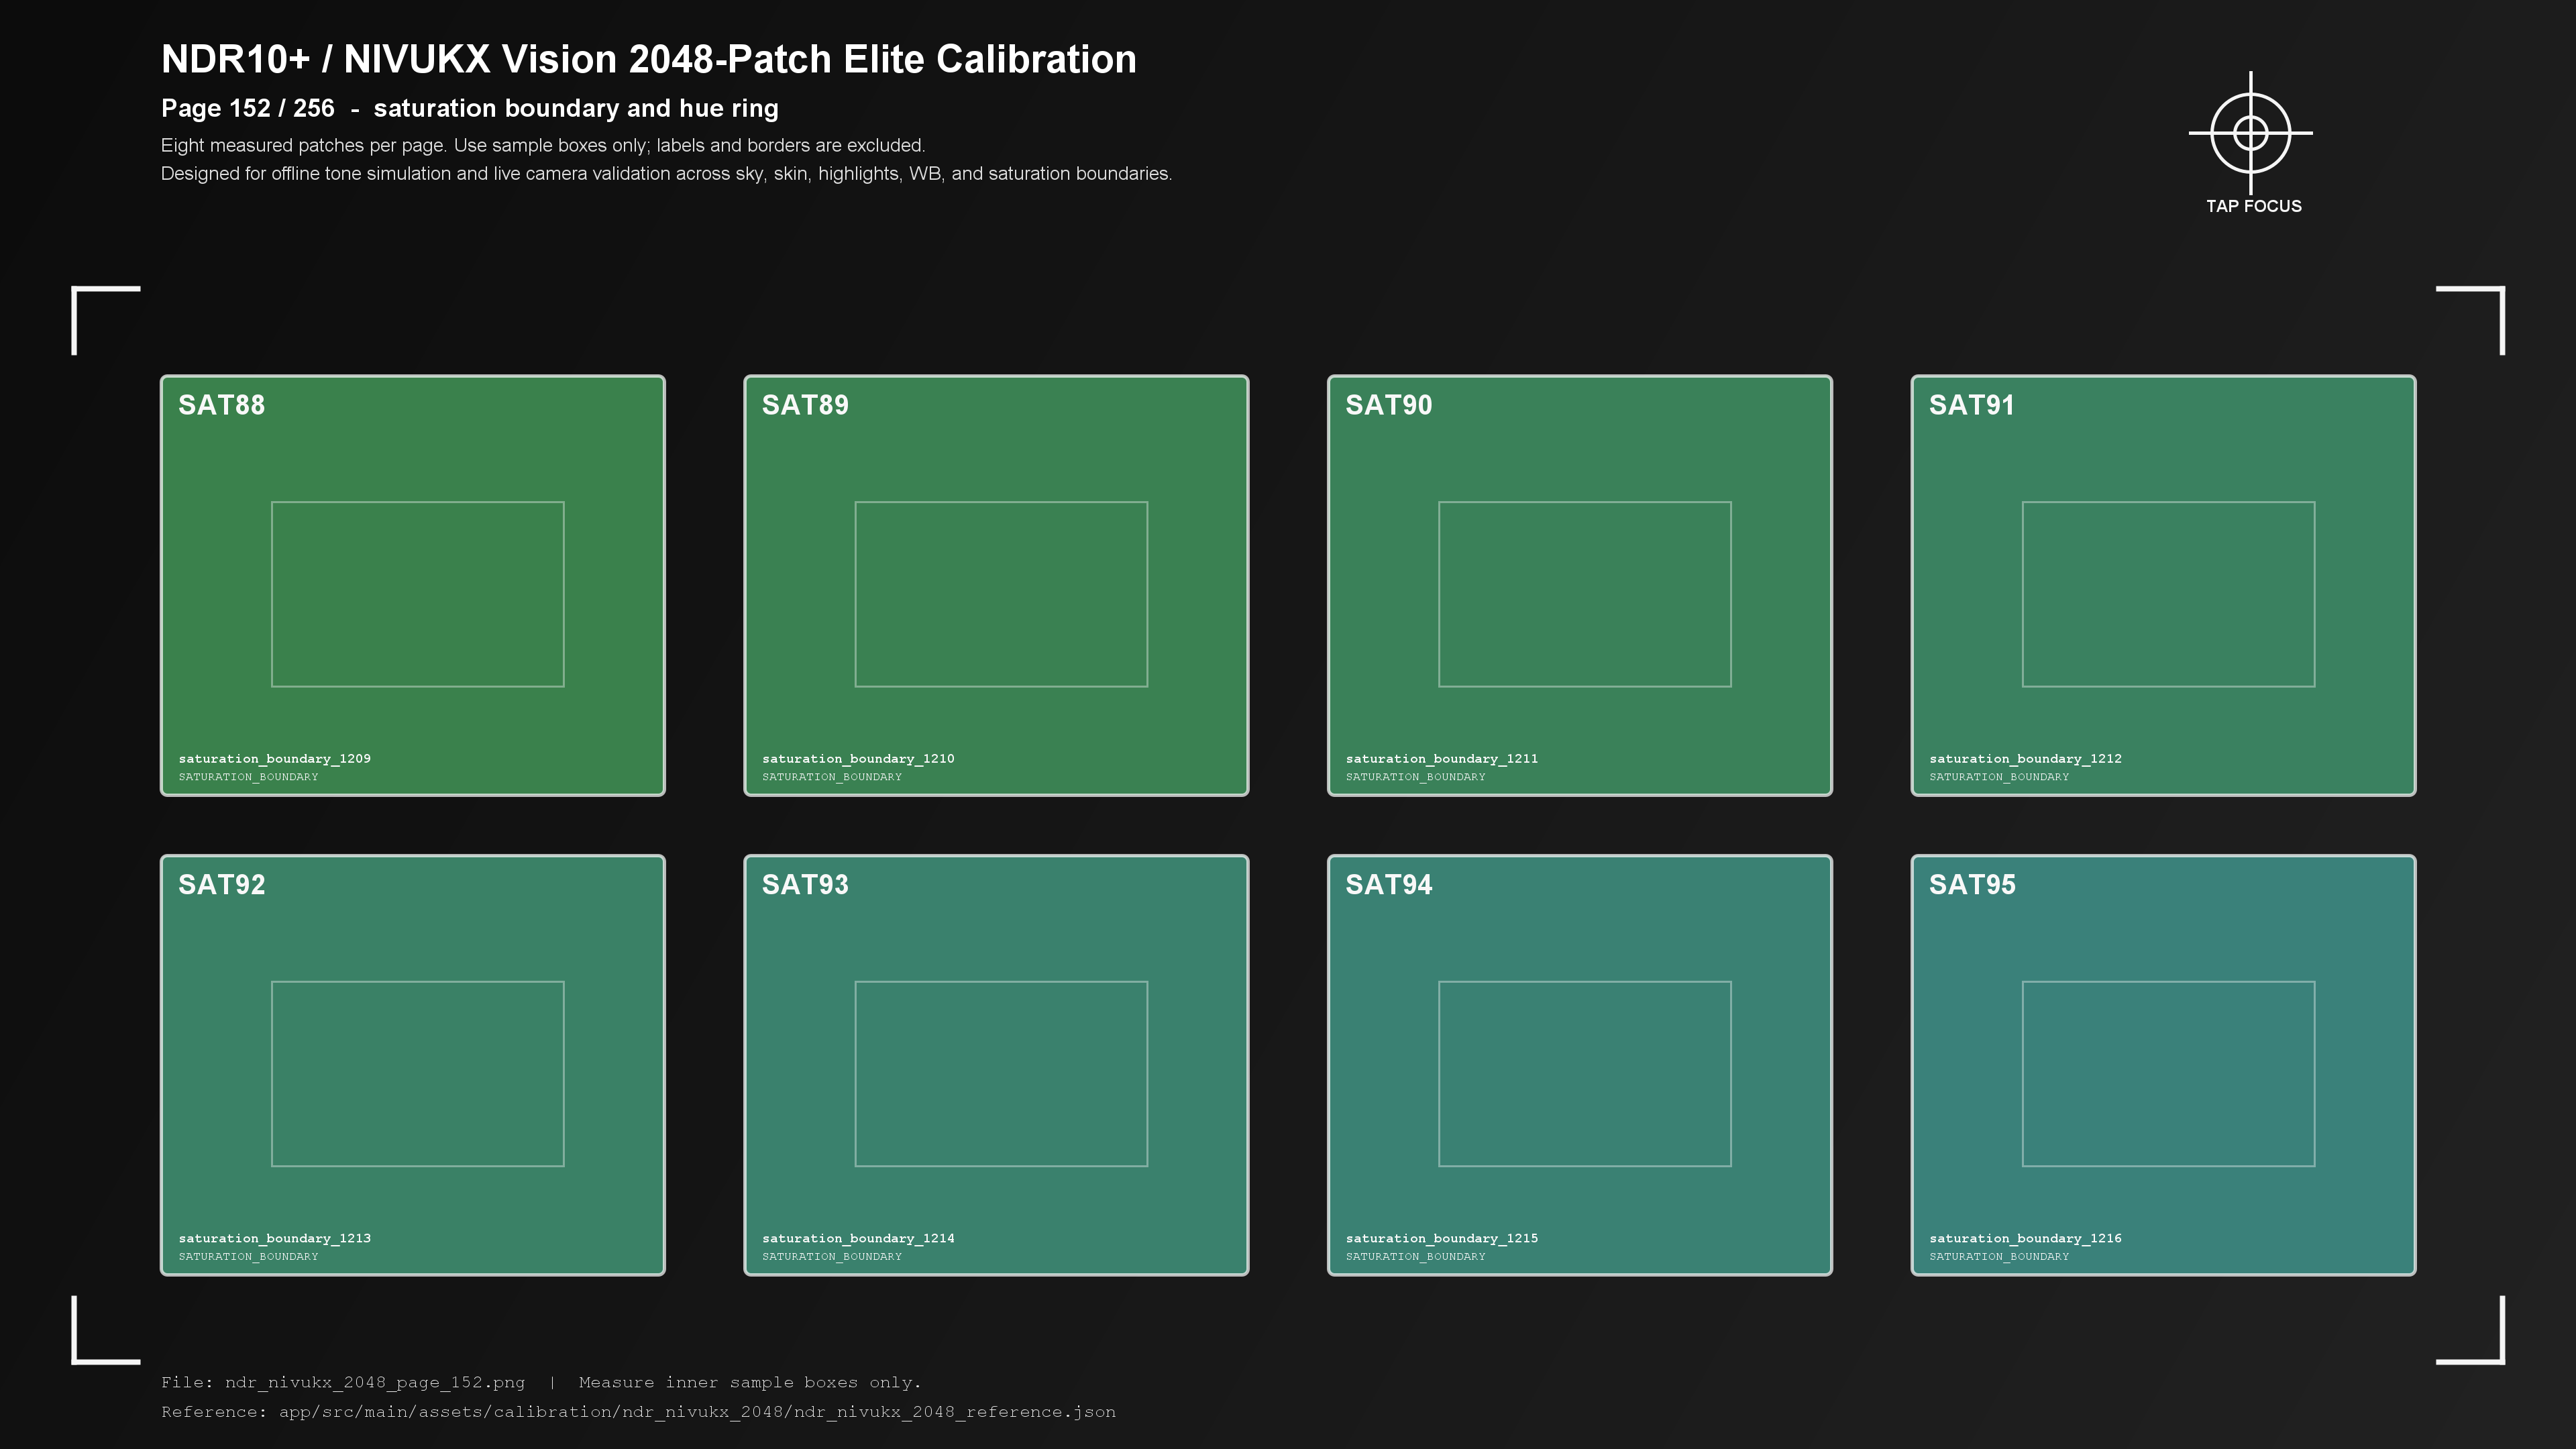 NDR10+ / NIVUKX Vision 2048-Patch Elite Calibration
Page 152 / 256 - saturation boundary and hue ring
Eight measured patches per page. Use sample boxes only; labels and borders are excluded.
Designed for offline tone simulation and live camera validation across sky, skin, highlights, WB, and saturation boundaries.
TAP FOCUS
SAT88
saturation_boundary_1209
SATURATION_BOUNDARY
SAT89
saturation_boundary_1210
SATURATION_BOUNDARY
SAT90
saturation_boundary_1211
SATURATION_BOUNDARY
SAT91
saturation_boundary_1212
SATURATION_BOUNDARY
SAT92
saturation_boundary_1213
SATURATION_BOUNDARY
SAT93
saturation_boundary_1214
SATURATION_BOUNDARY
SAT94
saturation_boundary_1215
SATURATION_BOUNDARY
SAT95
saturation_boundary_1216
SATURATION_BOUNDARY
File: ndr_nivukx_2048_page_152.png | Measure inner sample boxes only.
Reference: app/src/main/assets/calibration/ndr_nivukx_2048/ndr_nivukx_2048_reference.json